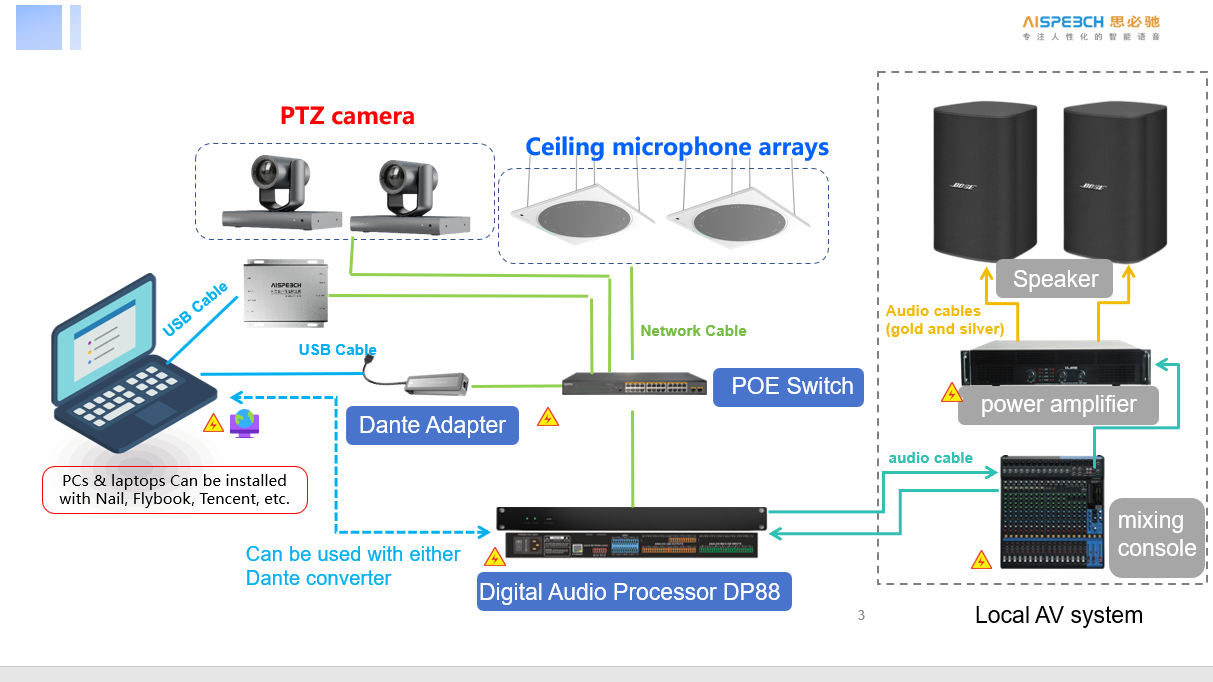 AISPEECH 思必驰
专注人性化的智能语音
PTZ camera
Ceiling microphone arrays
BOSE
BOSE
Speaker
AISPEECH
USB Cable
USB Cable
Network Cable
Audio cables
(gold and silver)
POE Switch
Dante Adapter
power amplifier
audio cable
PCs & laptops Can be installed
with Nail, Flybook, Tencent, etc.
mixing
console
Can be used with either
Dante converter
Digital Audio Processor DP88
3
Local AV system